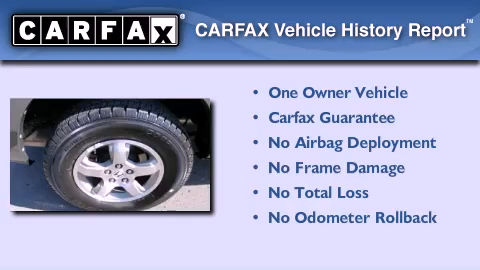 CARFAX® CARFAX Vehicle History Report™
• One Owner Vehicle
• Carfax Guarantee
• No Airbag Deployment
• No Frame Damage
• No Total Loss
• No Odometer Rollback